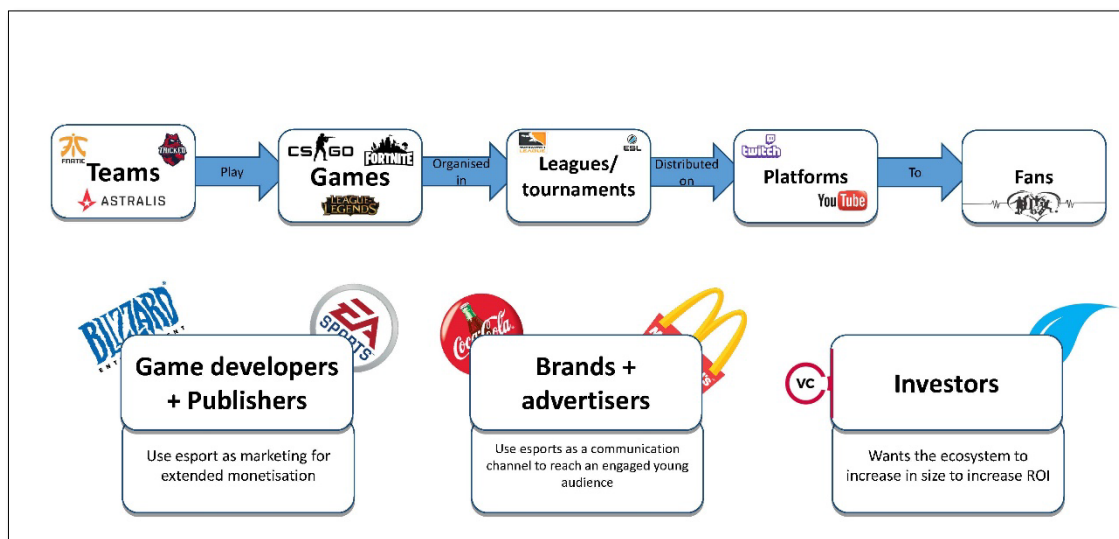 FNATIC
TRICKED
Teams
ASTRALIS
Play
CS GO
FORTNITE
Games
LEAGUE
OF
LEGENDS
Organised
in
LEAGUE
ESL
Leagues/
tournaments
Distributed
on
twitch
Platforms
YouTube
To
Fans
BLIZZARD
ENTERTAINMENT
EA
SPORTS
Game developers
+ Publishers
Use esport as marketing for
extended monetisation
Coca-Cola
Brands +
advertisers
Use esports as a communication
channel to reach an engaged young
audience
VC
Investors
Wants the ecosystem to
increase in size to increase ROI